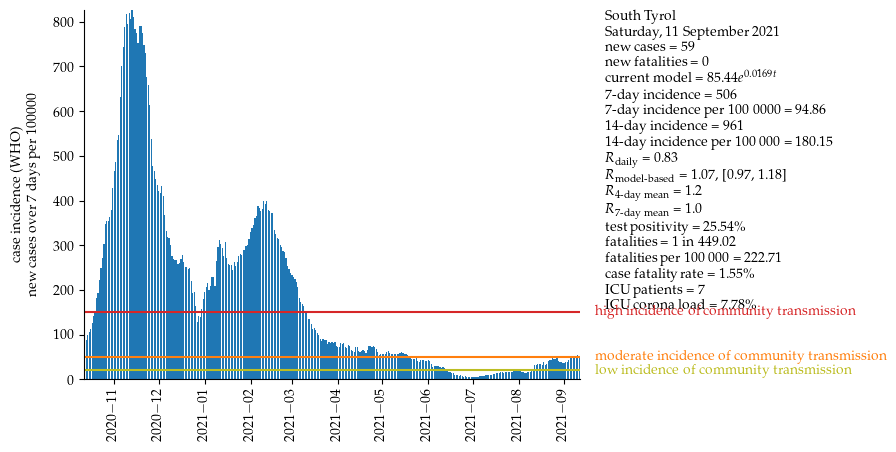 South Tyrol
Saturday, 11 September 2021
new cases = 59
new fatalities = 0
current model = 85.44e^0.0169t
7-day incidence = 506
7-day incidence per 100 0000 = 94.86
14-day incidence = 961
14-day incidence per 100 000 = 180.15
R_daily = 0.83
R_model-based = 1.07, [0.97, 1.18]
R_4-day mean = 1.2
R_7-day mean = 1.0
test positivity = 25.54%
fatalities = 1 in 449.02
fatalities per 100 000 = 222.71
case fatality rate = 1.55%
ICU patients = 7
ICU corona load = 7.78%
high incidence of community transmission
moderate incidence of community transmission
low incidence of community transmission
case incidence (WHO)
new cases over 7 days per 100000
800
700
600
500
400
300
200
100
0
2020−11
2020−12
2021−01
2021−02
2021−03
2021−04
2021−05
2021−06
2021−07
2021−08
2021−09